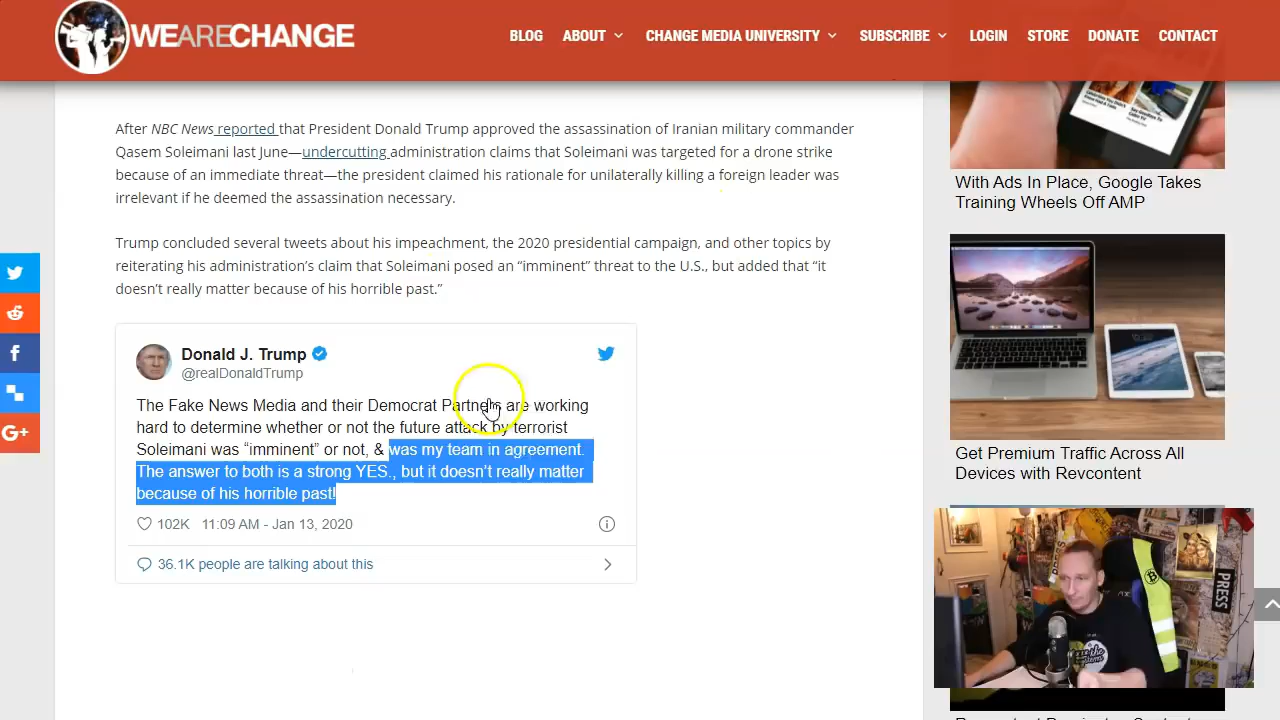 WEARECHANGE
BLOG ABOUT CHANGE MEDIA UNIVERSITY SUBSCRIBE LOGIN STORE DONATE CONTACT
After NBC News reported that President Donald Trump approved the assassination of Iranian military commander
Qasem Soleimani last June—undercutting administration claims that Soleimani was targeted for a drone strike
because of an immediate threat—the president claimed his rationale for unilaterally killing a foreign leader was
irrelevant if he deemed the assassination necessary.
Trump concluded several tweets about his impeachment, the 2020 presidential campaign, and other topics by
reiterating his administration's claim that Soleimani posed an “imminent” threat to the U.S., but added that “it
doesn't really matter because of his horrible past.”
Donald J. Trump
@realDonaldTrump
The Fake News Media and their Democrat Partners are working
hard to determine whether or not the future attack by terrorist
Soleimani was “imminent” or not, & was my team in agreement.
The answer to both is a strong YES., but it doesn't really matter
because of his horrible past!
102K 11:09 AM - Jan 13, 2020
36.1K people are talking about this
With Ads In Place, Google Takes
Training Wheels Off AMP
Get Premium Traffic Across All
Devices with Revcontent
PRESS